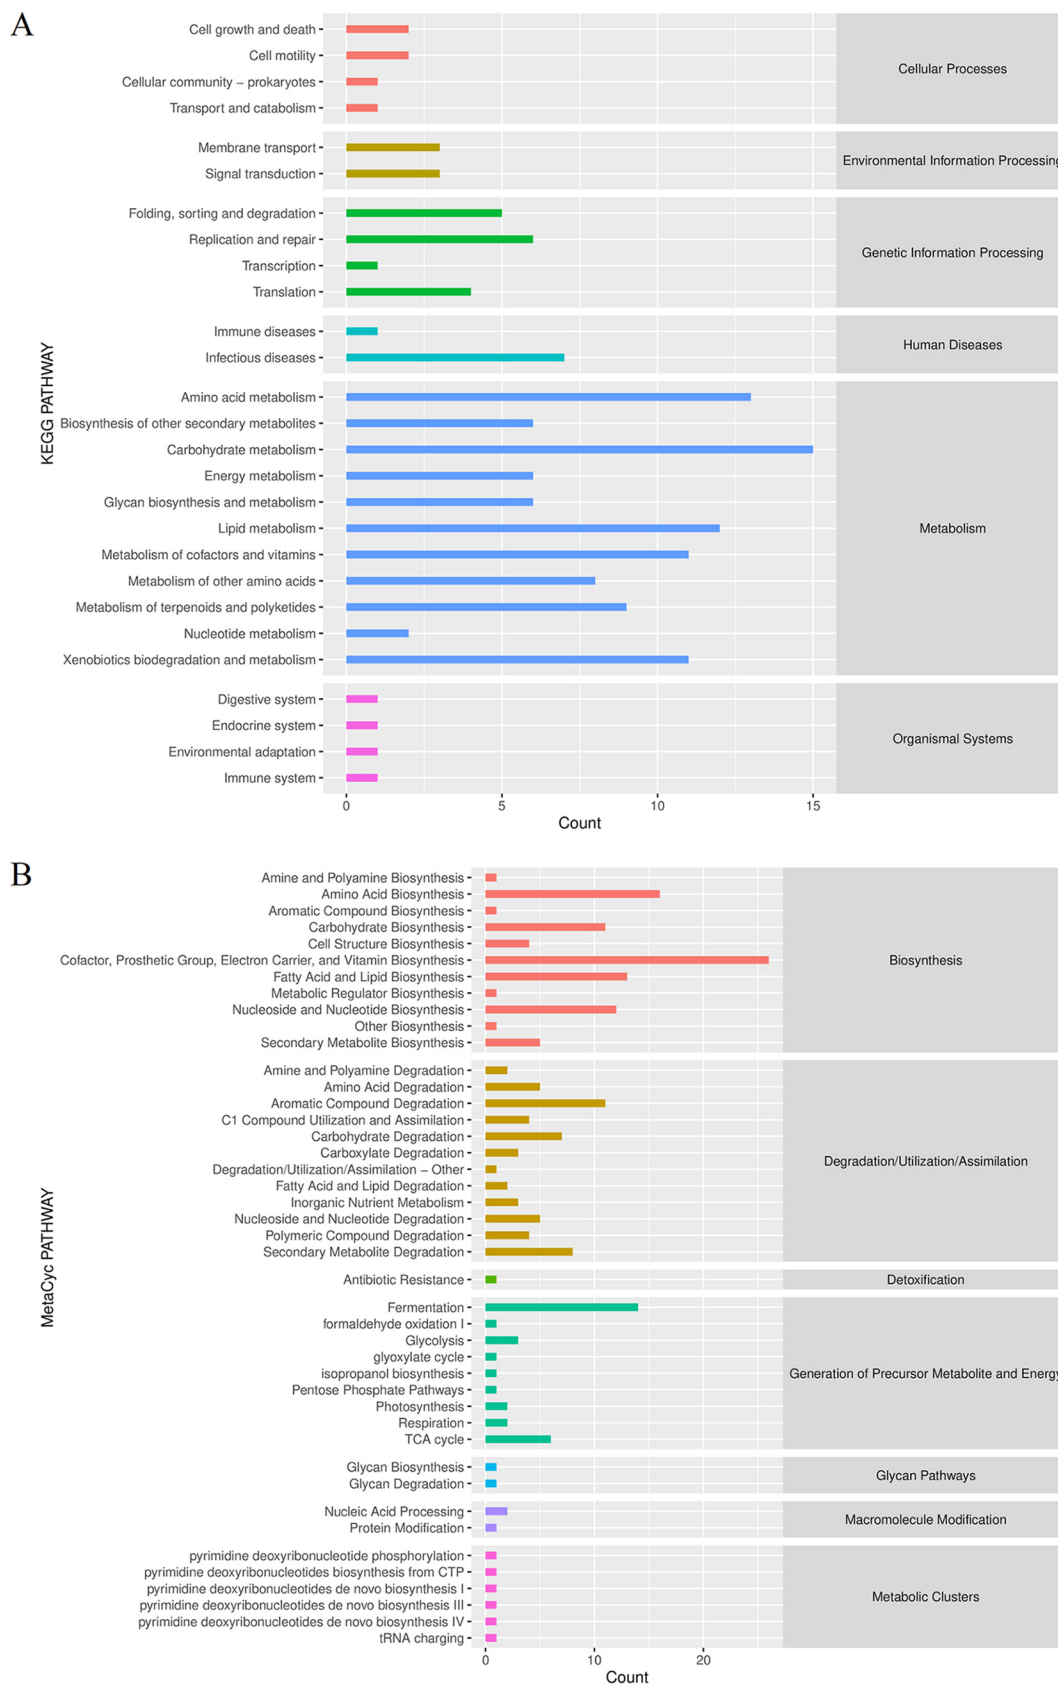 A
Cell growth and death
Cell motility
Cellular community – prokaryotes
Transport and catabolism
Cellular Processes
Membrane transport
Signal transduction
Environmental Information Processing
Folding, sorting and degradation
Replication and repair
Transcription
Translation
Genetic Information Processing
Immune diseases
Infectious diseases
Human Diseases
KEGG PATHWAY
Amino acid metabolism
Biosynthesis of other secondary metabolites
Carbohydrate metabolism
Energy metabolism
Glycan biosynthesis and metabolism
Lipid metabolism
Metabolism of cofactors and vitamins
Metabolism of other amino acids
Metabolism of terpenoids and polyketides
Nucleotide metabolism
Xenobiotics biodegradation and metabolism
Metabolism
Digestive system
Endocrine system
Environmental adaptation
Immune system
Organismal Systems
0 5 10 15
Count
B
Amine and Polyamine Biosynthesis
Amino Acid Biosynthesis
Aromatic Compound Biosynthesis
Carbohydrate Biosynthesis
Cell Structure Biosynthesis
Cofactor, Prosthetic Group, Electron Carrier, and Vitamin Biosynthesis
Fatty Acid and Lipid Biosynthesis
Metabolic Regulator Biosynthesis
Nucleoside and Nucleotide Biosynthesis
Other Biosynthesis
Secondary Metabolite Biosynthesis
Biosynthesis
Amine and Polyamine Degradation
Amino Acid Degradation
Aromatic Compound Degradation
C1 Compound Utilization and Assimilation
Carbohydrate Degradation
Carboxylate Degradation
Degradation/Utilization/Assimilation – Other
Fatty Acid and Lipid Degradation
Inorganic Nutrient Metabolism
Nucleoside and Nucleotide Degradation
Polymeric Compound Degradation
Secondary Metabolite Degradation
Degradation/Utilization/Assimilation
MetaCyc PATHWAY
Antibiotic Resistance
Detoxification
Fermentation
formaldehyde oxidation I
Glycolysis
glyoxylate cycle
isopropanol biosynthesis
Pentose Phosphate Pathways
Photosynthesis
Respiration
TCA cycle
Generation of Precursor Metabolite and Energy
Glycan Biosynthesis
Glycan Degradation
Glycan Pathways
Nucleic Acid Processing
Protein Modification
Macromolecule Modification
pyrimidine deoxyribonucleotide phosphorylation
pyrimidine deoxyribonucleotides biosynthesis from CTP
pyrimidine deoxyribonucleotides de novo biosynthesis I
pyrimidine deoxyribonucleotides de novo biosynthesis III
pyrimidine deoxyribonucleotides de novo biosynthesis IV
tRNA charging
Metabolic Clusters
0 10 20
Count